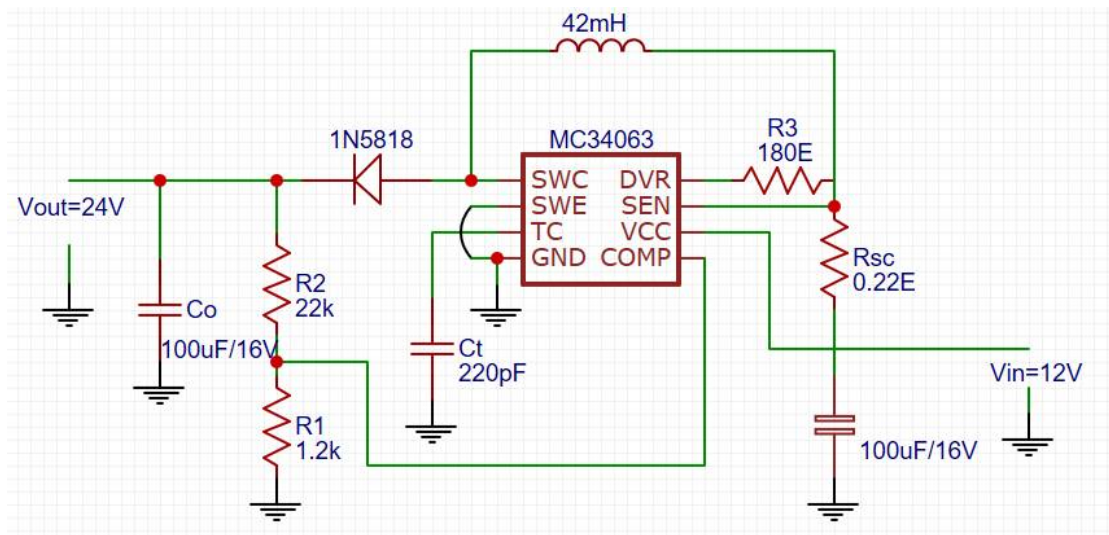 42mH
1N5818
MC34063
R3
180E
SWC DVR
SWE SEN
TC VCC
GND COMP
Vout=24V
R2
22k
Co
100uF/16V
Ct
220pF
Rsc
0.22E
Vin=12V
R1
1.2k
100uF/16V